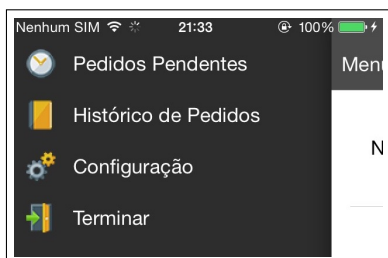 Nenhum SIM 21:33 100%
Pedidos Pendentes
Menu
Histórico de Pedidos
N
Configuração
Terminar